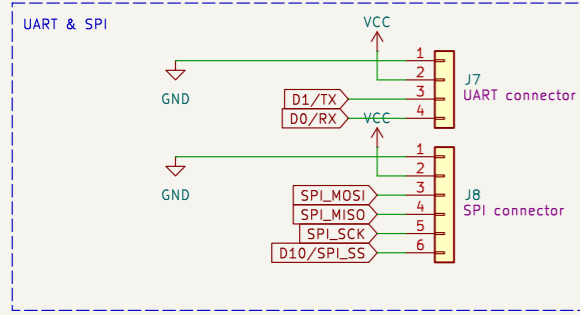 UART & SPI
VCC
1
2
GND
D1/TX
3
D0/RX
4
J7
UART connector
VCC
1
2
GND
SPI_MOSI
3
SPI_MISO
4
SPI_SCK
5
D10/SPI_SS
6
J8
SPI connector